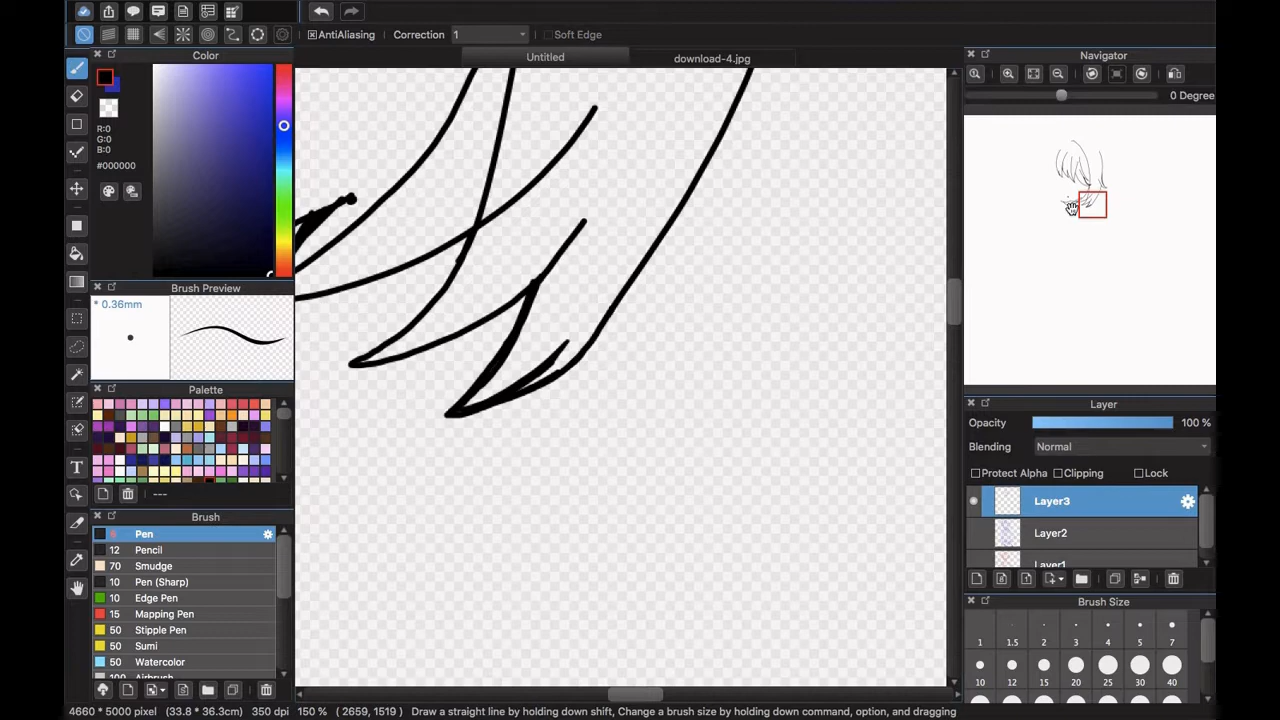 AntiAliasing Correction 1 Soft Edge
Color
Untitled
download-4.jpg
Navigator
0 Degree
R:0
G:0
B:0
#000000
Brush Preview
* 0.36mm
Palette
---
Brush
Pen
12 Pencil
70 Smudge
10 Pen (Sharp)
10 Edge Pen
15 Mapping Pen
50 Stipple Pen
50 Sumi
50 Watercolor
Layer
Opacity 100 %
Blending Normal
Protect Alpha Clipping Lock
Layer3
Layer2
Layer1
Brush Size
1 1.5 2 3 4 5 7
10 12 15 20 25 30 40
4660 * 5000 pixel (33.8 * 36.3cm) 350 dpi 150 % ( 2659, 1519 ) Draw a straight line by holding down shift, Change a brush size by holding down command, option, and dragging